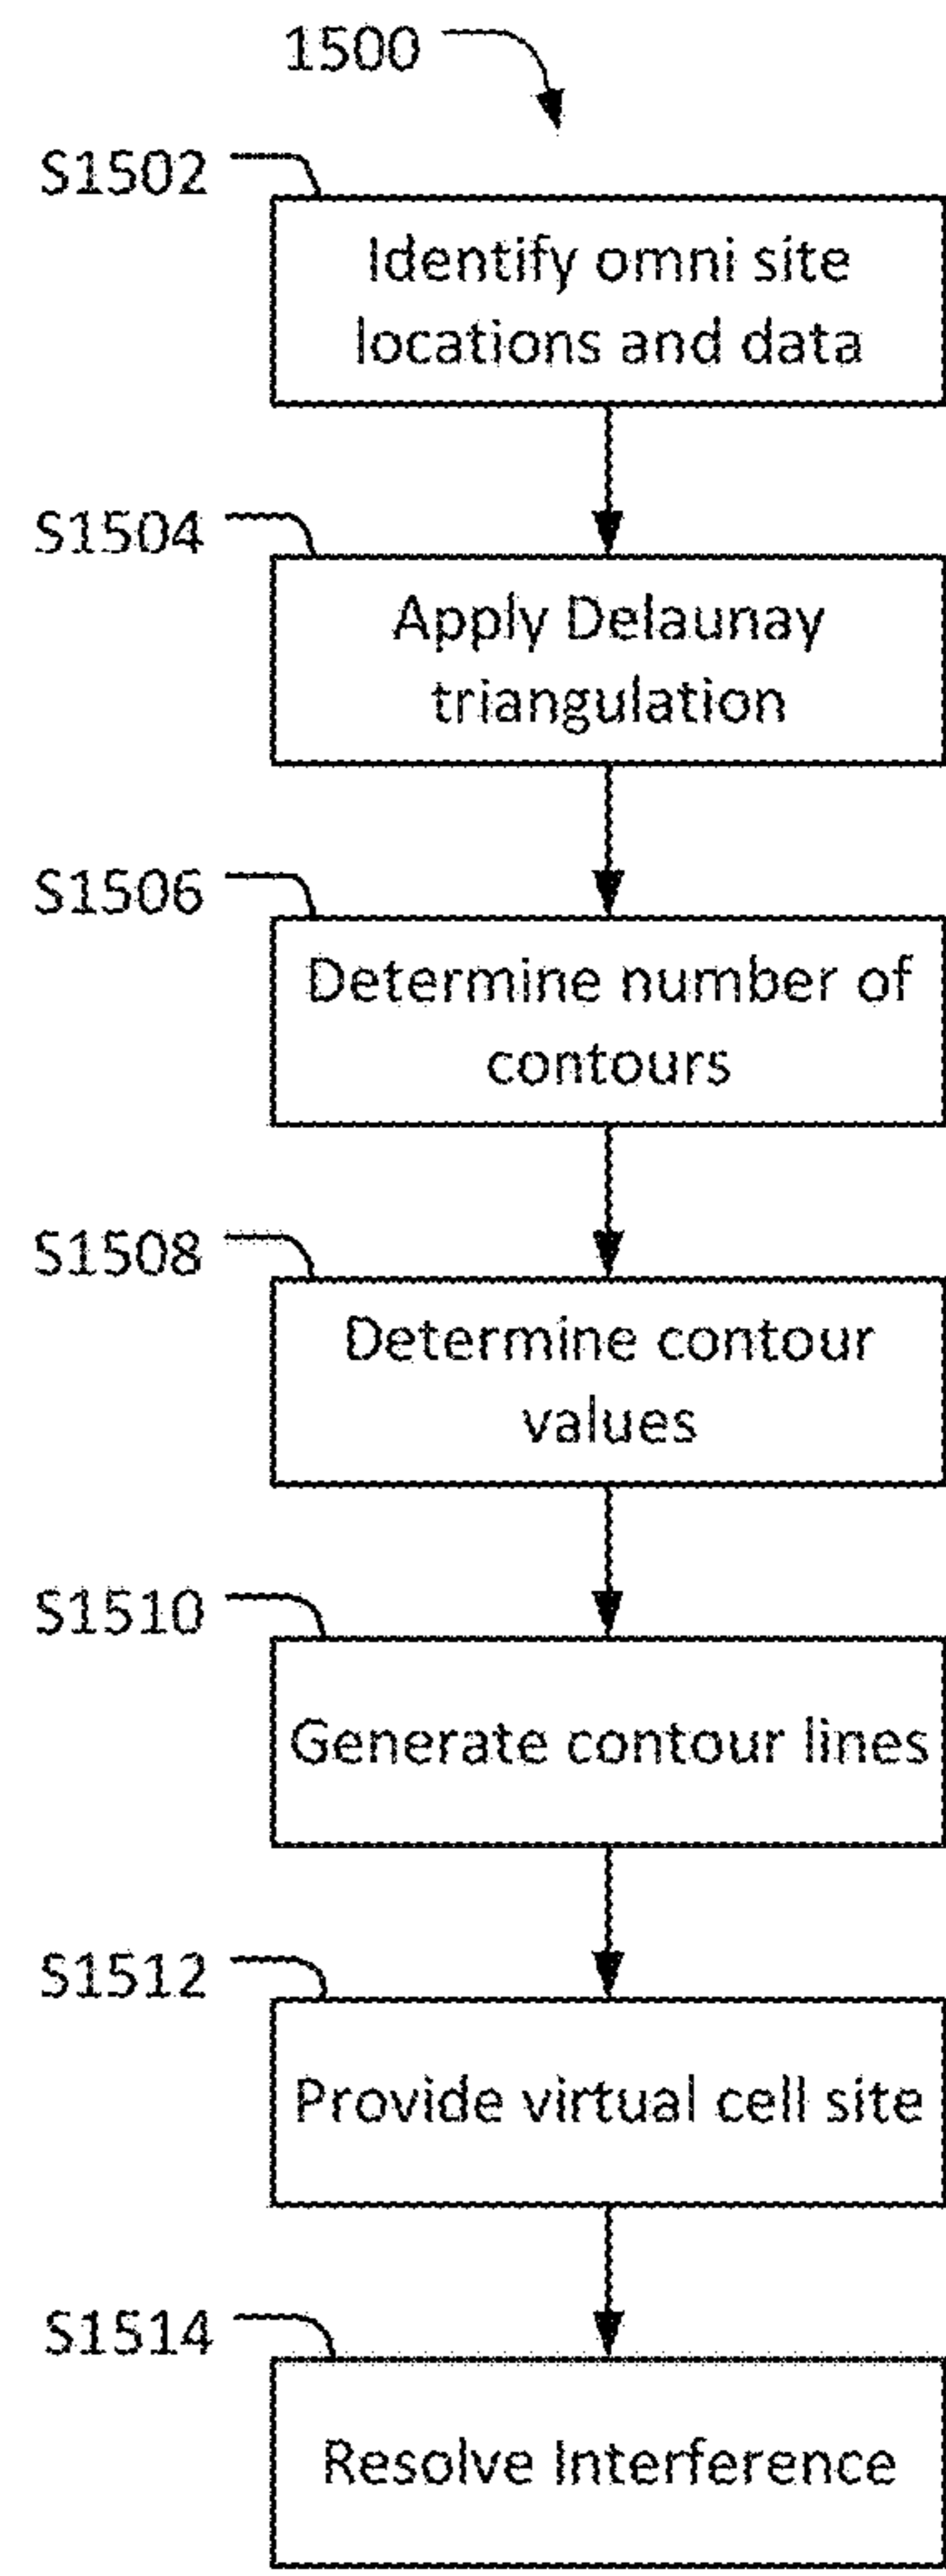 1500
S1502
Identify omni site
locations and data
S1504
Apply Delaunay
triangulation
S1506
Determine number of
contours
S1508
Determine contour
values
S1510
Generate contour lines
S1512
Provide virtual cell site
S1514
Resolve Interference